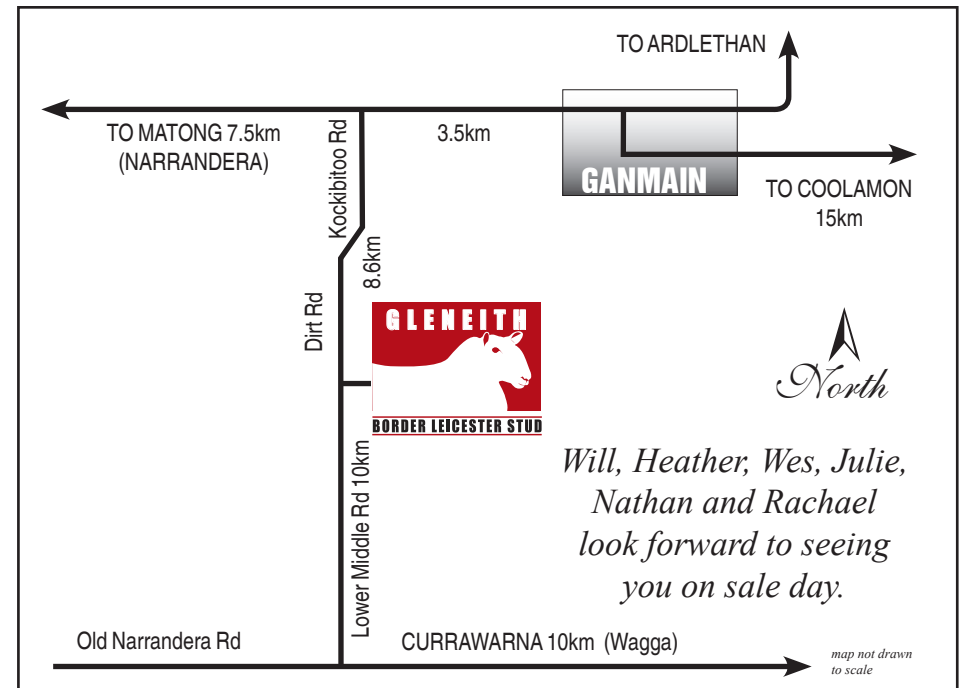 TO ARDLETHAN
TO MATONG 7.5km
(NARRANDERA)
Kockibitoo Rd
3.5km
GANMAIN
TO COOLAMON
15km
8.6km
Dirt Rd
GLENEITH
BORDER LEICESTER STUD
North
Lower Middle Rd 10km
Will, Heather, Wes, Julie,
Nathan and Rachael
look forward to seeing
you on sale day.
Old Narrandera Rd
CURRAWARNA 10km (Wagga)
map not drawn
to scale